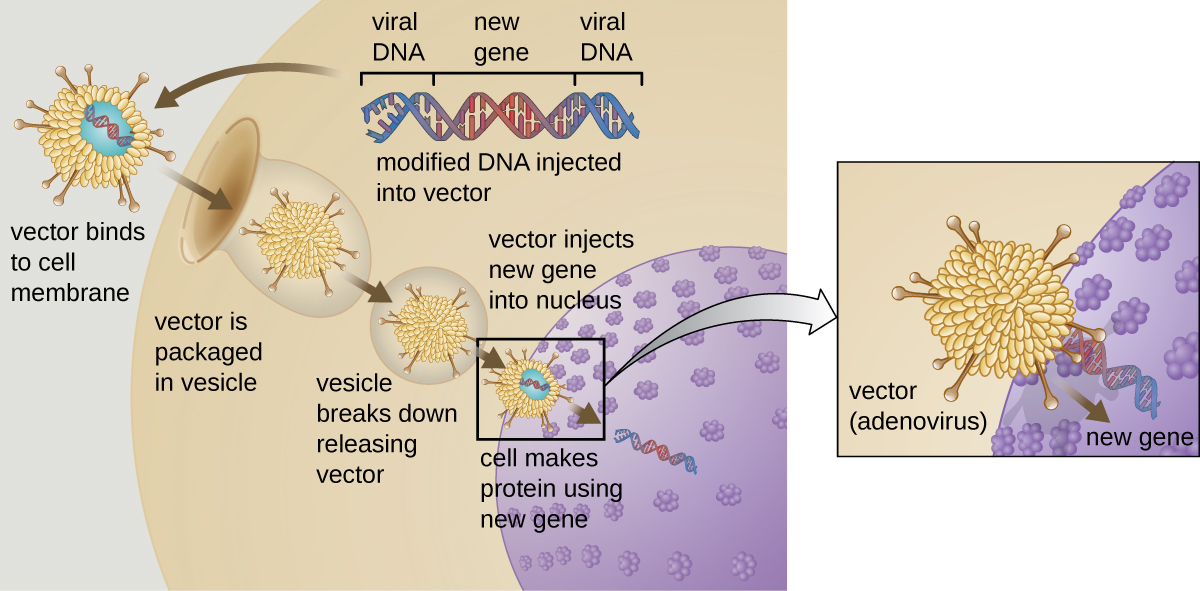 viral
DNA
new
gene
viral
DNA
modified DNA injected
into vector
vector binds
to cell
membrane
vector is
packaged
in vesicle
vesicle
breaks down
releasing
vector
vector injects
new gene
into nucleus
cell makes
protein using
new gene
vector
(adenovirus)
new gene